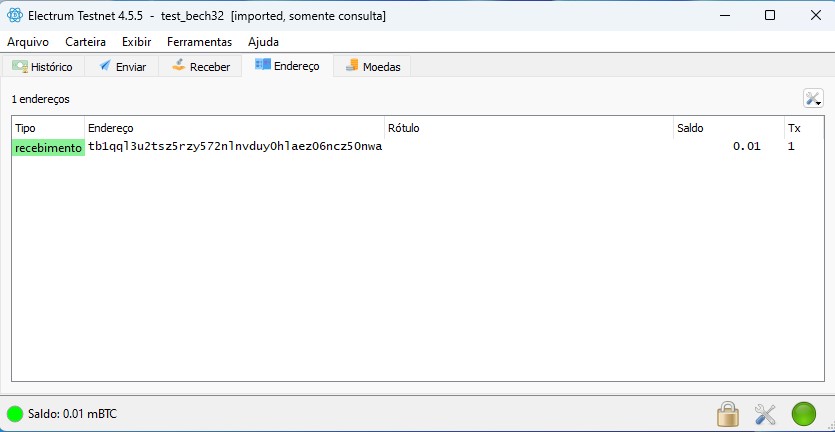 Electrum Testnet 4.5.5 - test_bech32 [imported, somente consulta]
Arquivo Carteira Exibir Ferramentas Ajuda
Histórico Enviar Receber Endereço Moedas
1 endereços
Tipo Endereço Rótulo Saldo Tx
recebimento tb1qql3u2tsz5rzy572nlnvduy0hlaez06ncz50nwa 0.01 1
Saldo: 0.01 mBTC